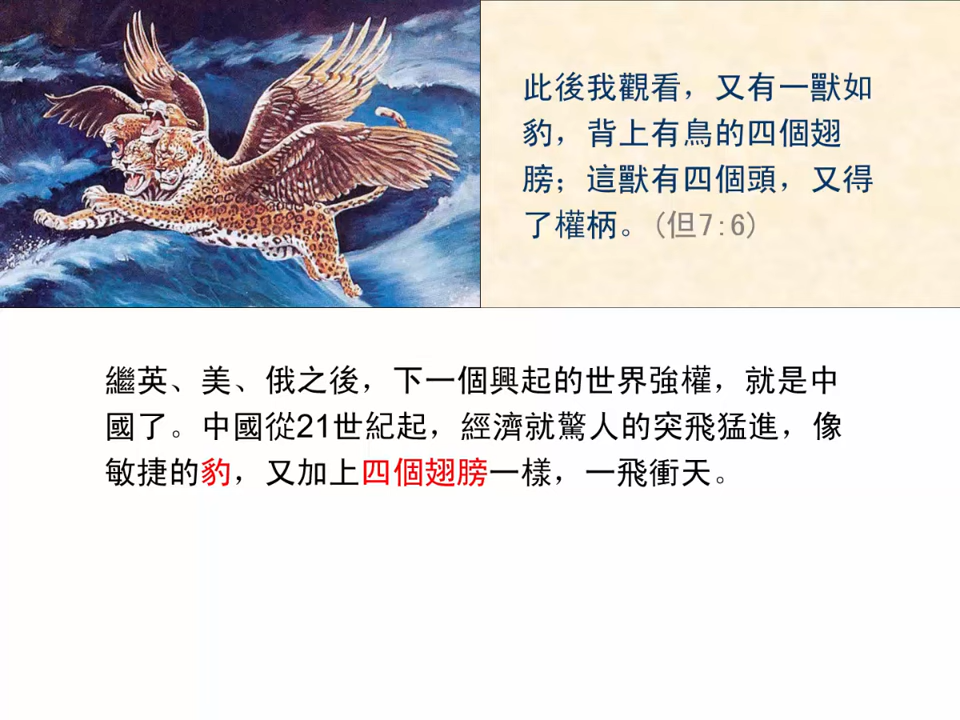 此後我觀看，又有一獸如
豹，背上有鳥的四個翅
膀；這獸有四個頭，又得
了權柄。(但7:6)
繼英、美、俄之後，下一個興起的世界強權，就是中
國了。中國從21世紀起，經濟就驚人的突飛猛進，像
敏捷的豹，又加上四個翅膀一樣，一飛衝天。